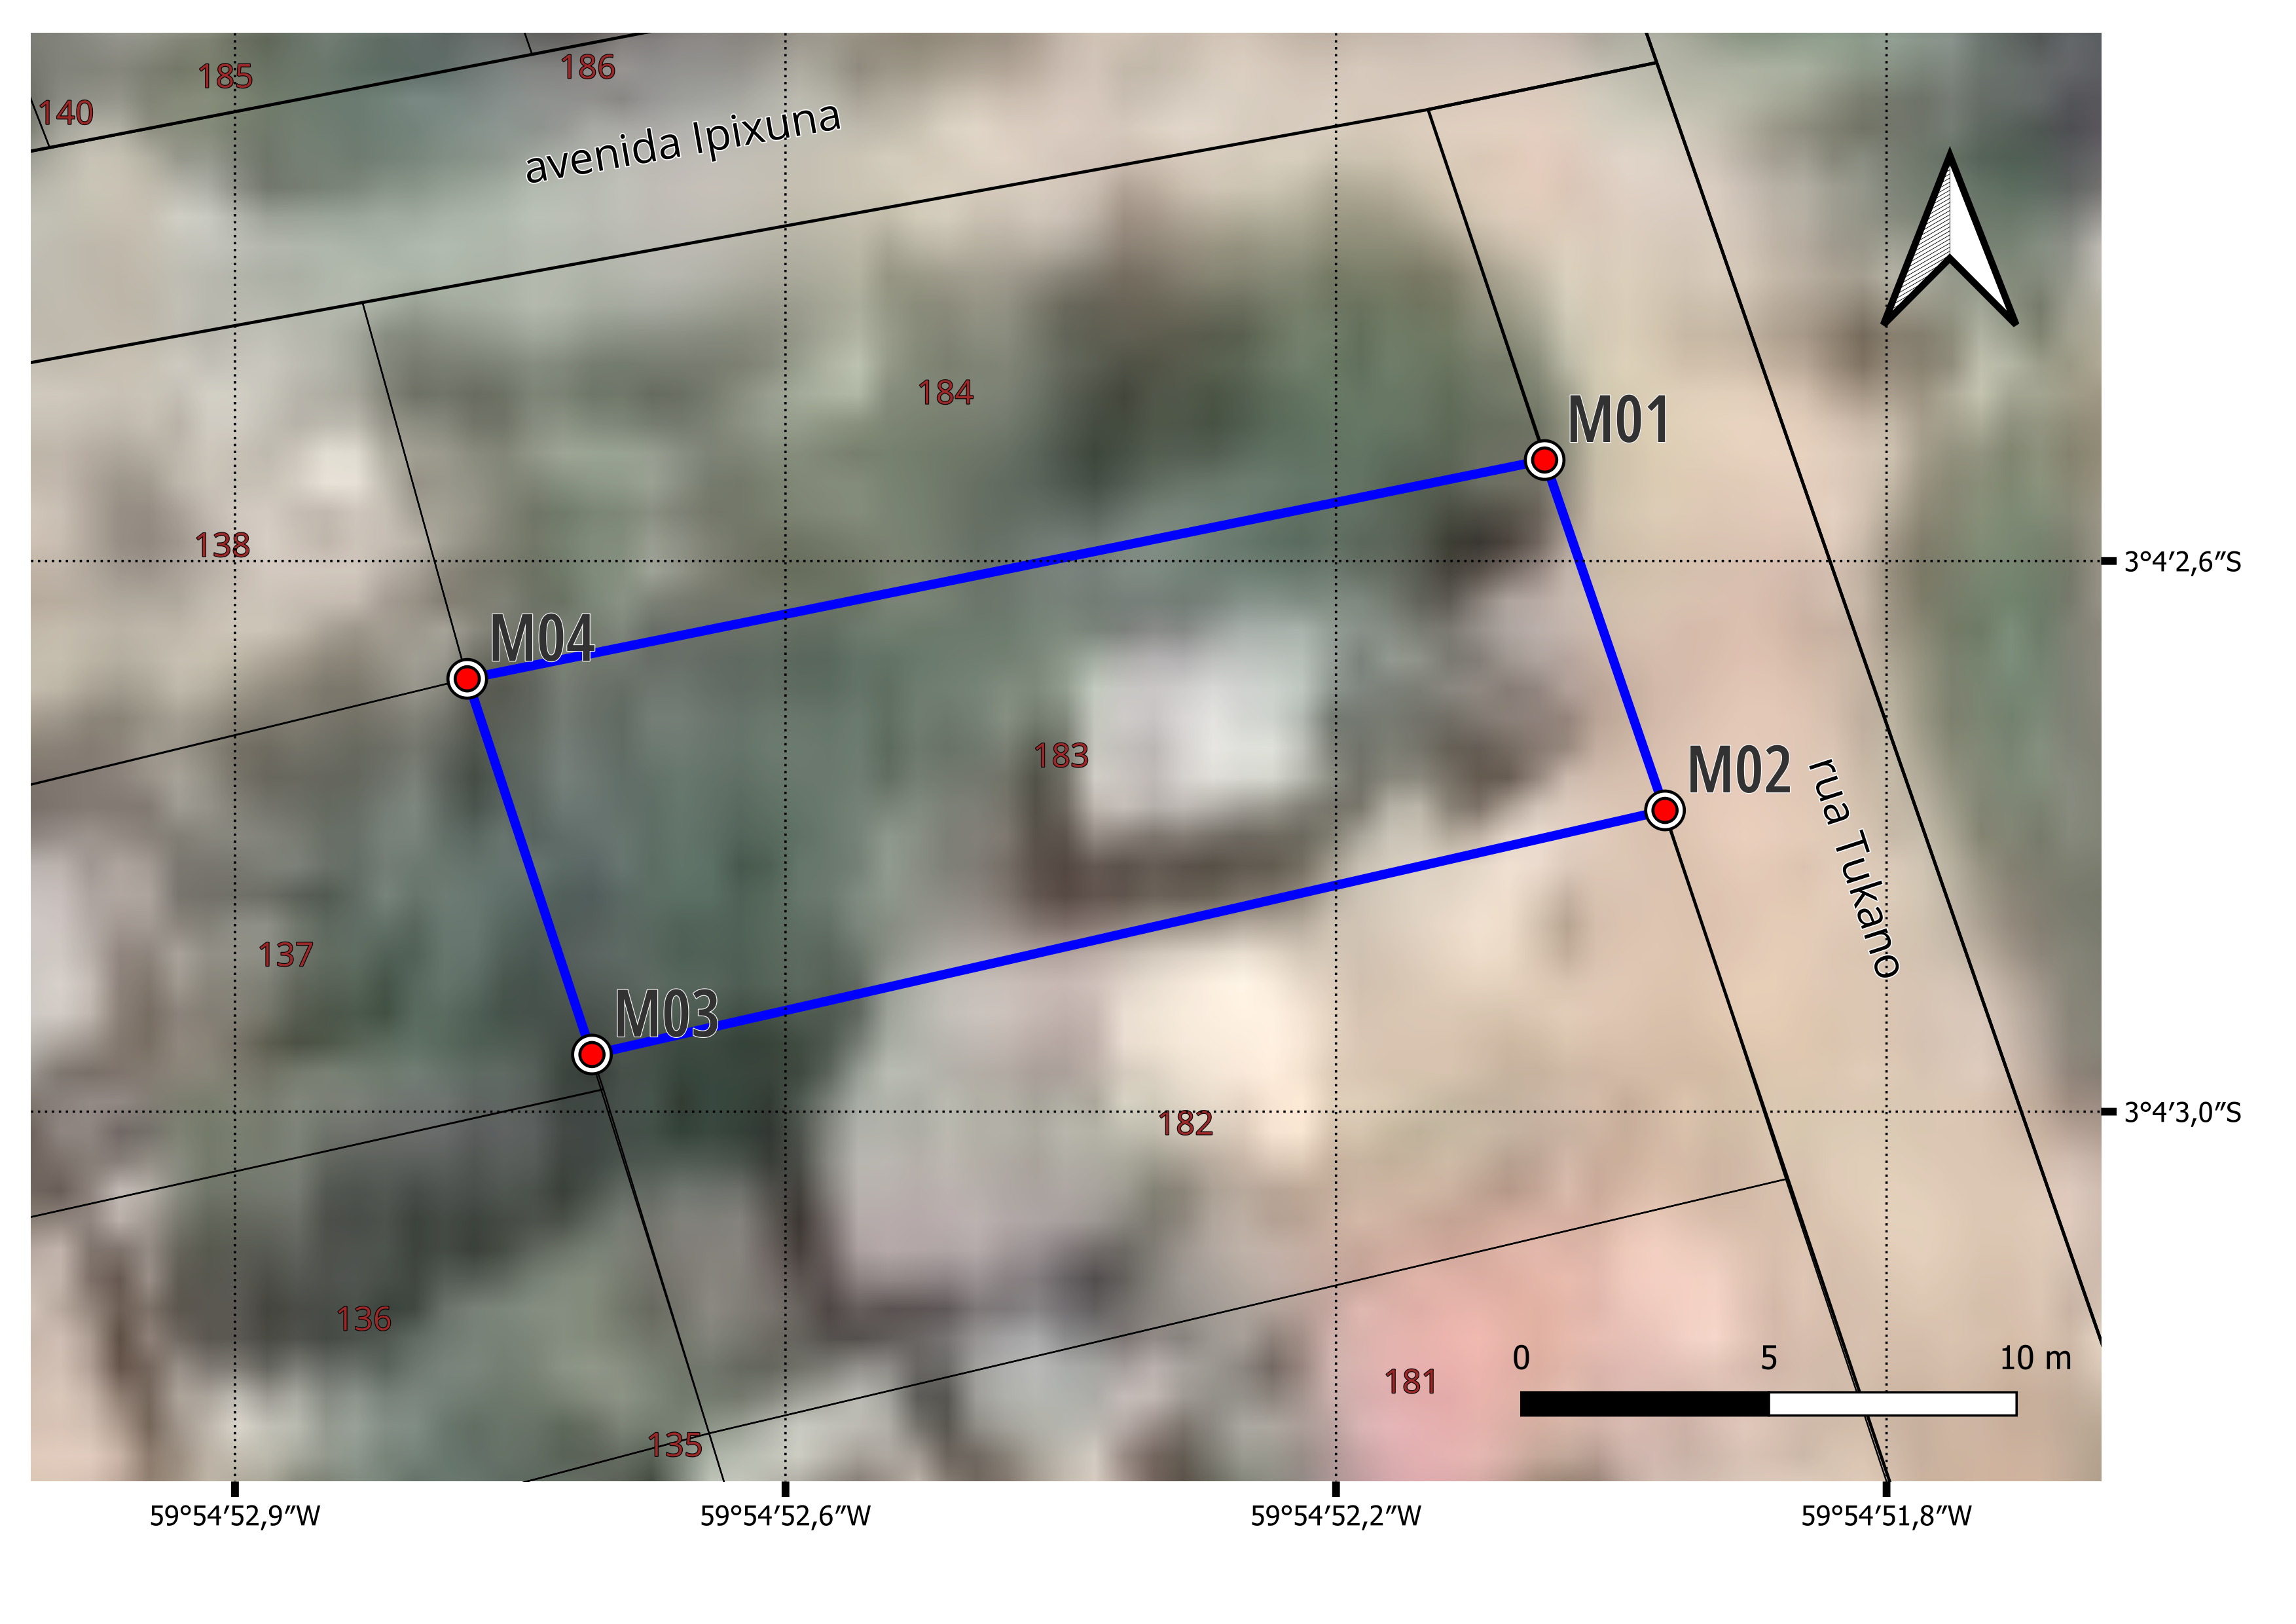 186
185
140
avenida Ipixuna
184
M01
138
3°4′2,6″S
M04
183
M02
rua Tukano
137
M03
182
3°4′3,0″S
136
0 5 10 m
181
135
59°54′52,9″W 59°54′52,6″W 59°54′52,2″W 59°54′51,8″W